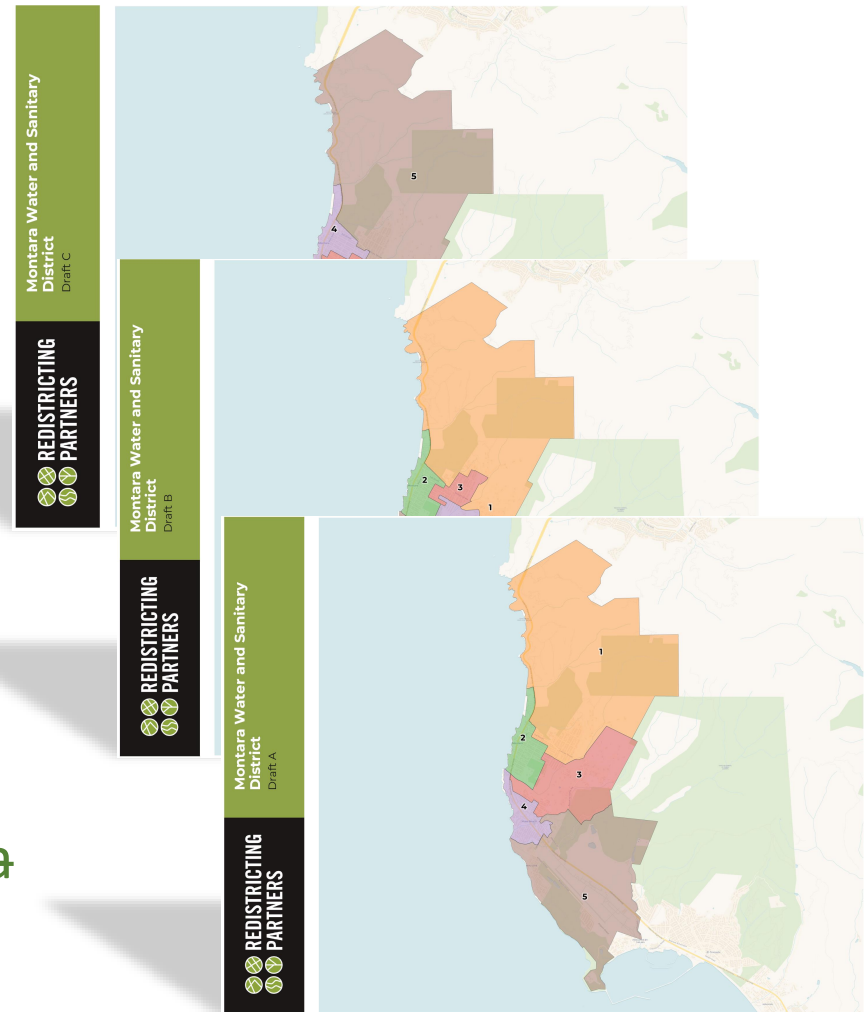 Montara Water and Sanitary
District
Draft C
REDISTRICTING
PARTNERS
5
4
Montara Water and Sanitary
District
Draft B
REDISTRICTING
PARTNERS
2
3
1
Montara Water and Sanitary
District
Draft A
REDISTRICTING
PARTNERS
1
2
3
4
5